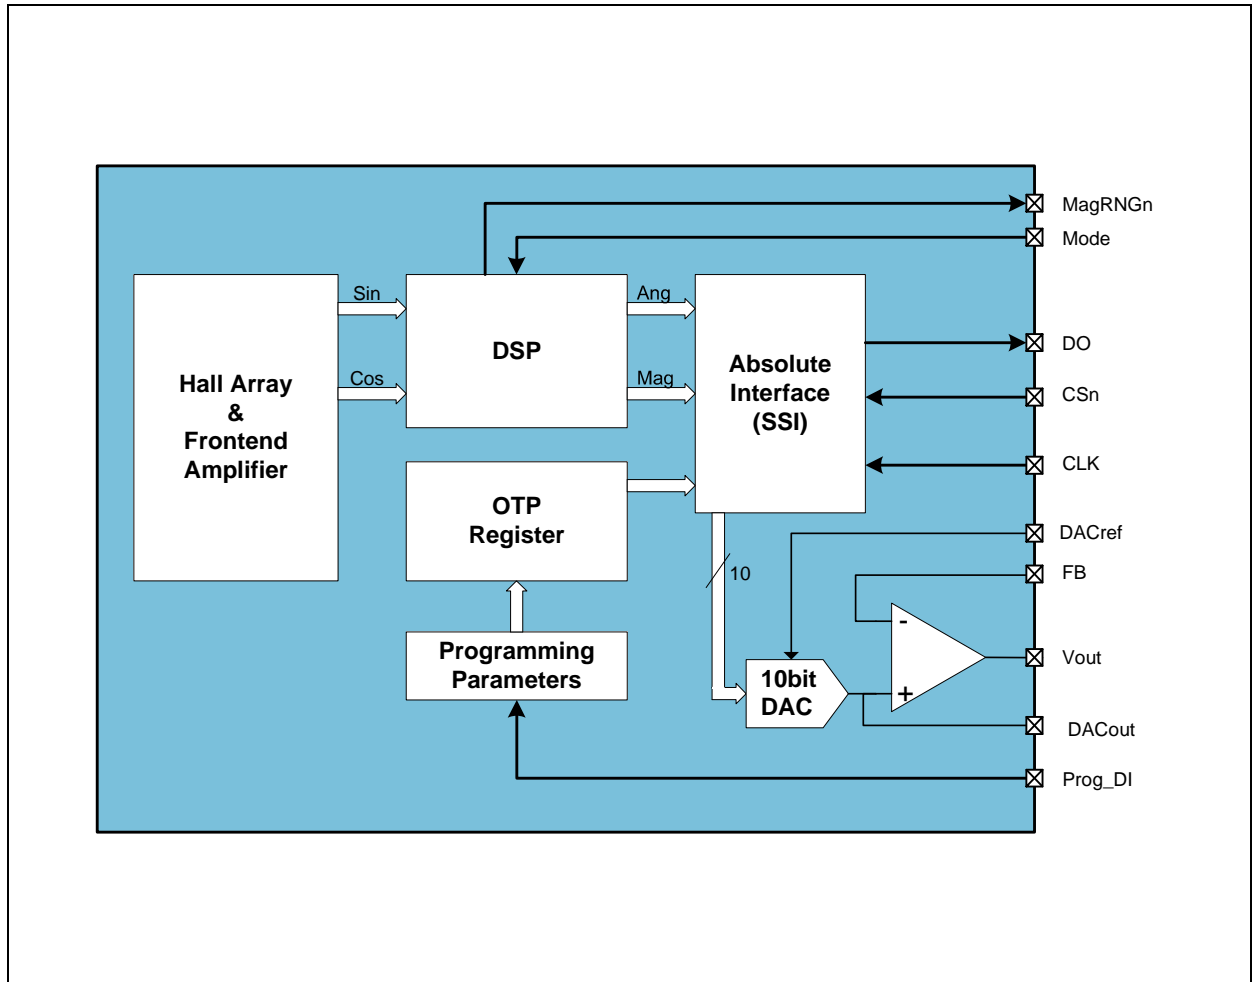 MagRNGn
Mode
Sin
Ang
DSP
DO
Absolute
Interface
(SSI)
Hall Array
&
Frontend
Amplifier
Cos
Mag
CSn
CLK
OTP
Register
DACref
10
FB
-
Programming
Parameters
Vout
10bit
DAC
+
DACout
Prog_DI